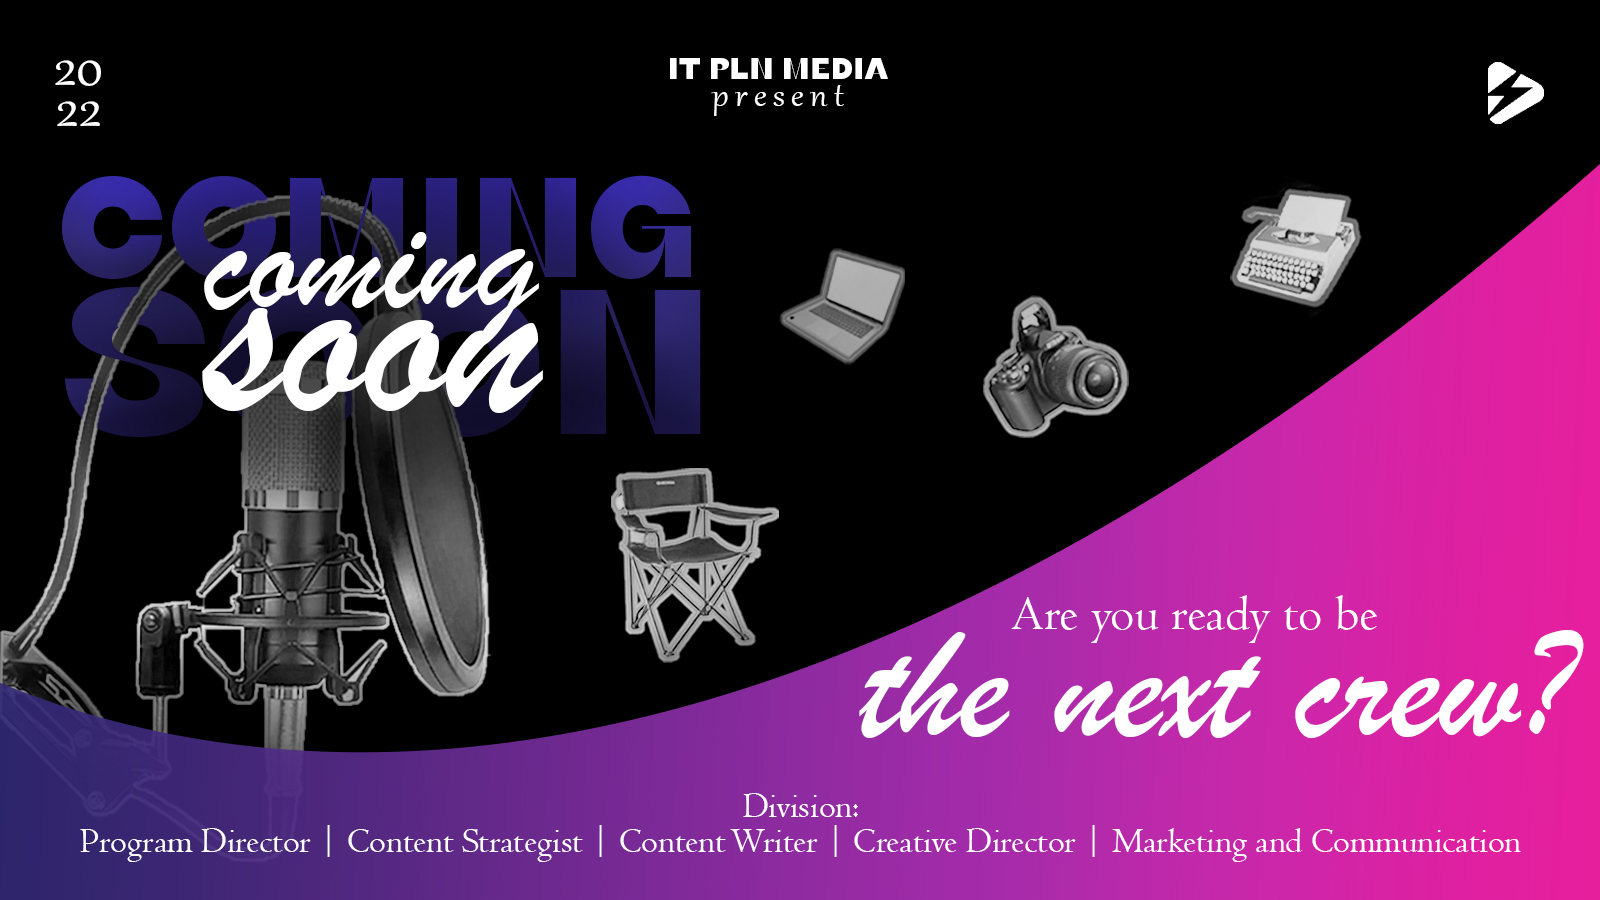 20
22
IT PLN MEDIA
present
COMING
SOON
coming
soon
Are you ready to be
the next crew?
Division:
Program Director | Content Strategist | Content Writer | Creative Director | Marketing and Communication